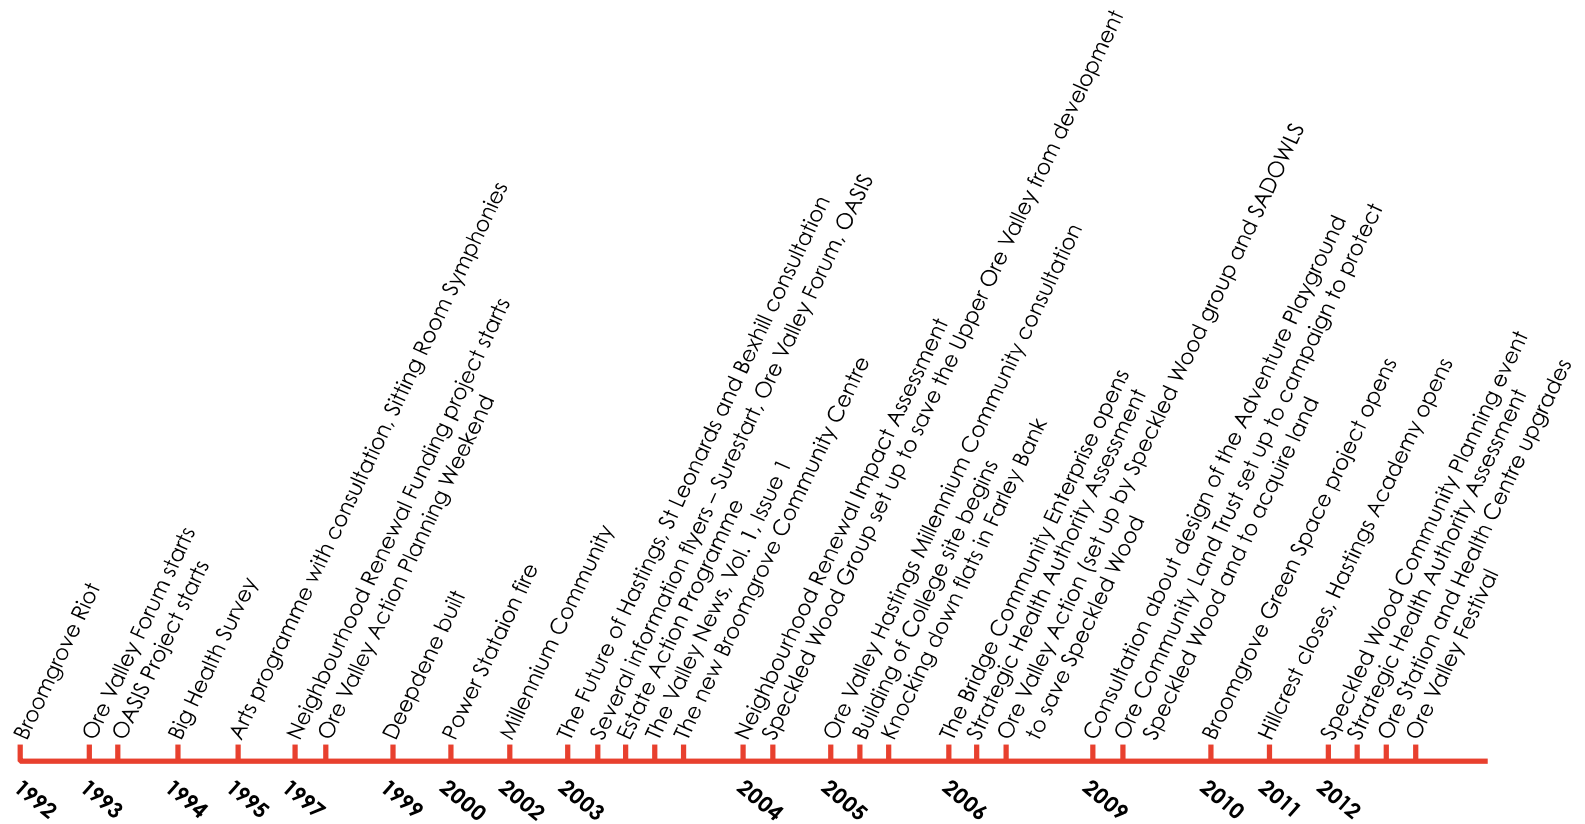 Broomgrove Riot
Ore Valley Forum starts
OASIS Project starts
Big Health Survey
Arts programme with consultation, Sitting Room Symphonies
Neighbourhood Renewal Funding project starts
Ore Valley Action Planning Weekend
Deepdene built
Power Stataion fire
Millennium Community
The Future of Hastings, St Leonards and Bexhill consultation
Several information flyers – Surestart, Ore Valley Forum, OASIS
Estate Action Programme
The Valley News, Vol. 1, Issue 1
The new Broomgrove Community Centre
Neighbourhood Renewal Impact Assessment
Speckled Wood Group set up to save the Upper Ore Valley from development
Ore Valley Hastings Millennium Community consultation
Building of College site begins
Knocking down flats in Farley Bank
The Bridge Community Enterprise opens
Strategic Health Authority Assessment
Ore Valley Action (set up by Speckled Wood group and SADOWLS
to save Speckled Wood
Consultation about design of the Adventure Playground
Ore Community Land Trust set up to campaign to protect
Speckled Wood and to acquire land
Broomgrove Green Space project opens
Hillcrest closes, Hastings Academy opens
Speckled Wood Community Planning event
Strategic Health Authority Assessment
Ore Station and Health Centre upgrades
Ore Valley Festival
1992
1993
1994
1995
1997
1999
2000
2002
2003
2004
2005
2006
2009
2010
2011
2012